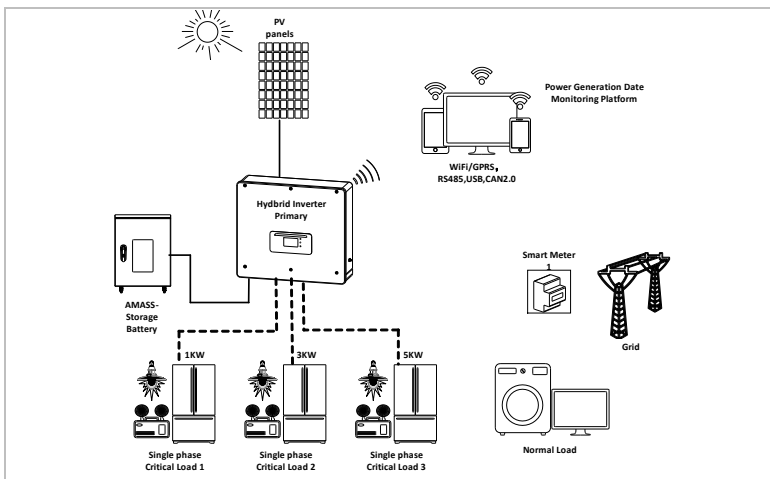 PV
panels
Power Generation Date
Monitoring Platform
WiFi/GPRS,
RS485,USB,CAN2.0
Hydbrid Inverter
Primary
AMASS-
Storage
Battery
Smart Meter
1
Grid
1KW
3KW
5KW
Single phase
Critical Load 1
Single phase
Critical Load 2
Single phase
Critical Load 3
Normal Load